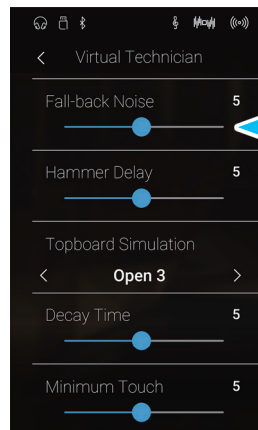 Virtual Technician
Fall-back Noise 5
Hammer Delay 5
Topboard Simulation
Open 3
Decay Time 5
Minimum Touch 5